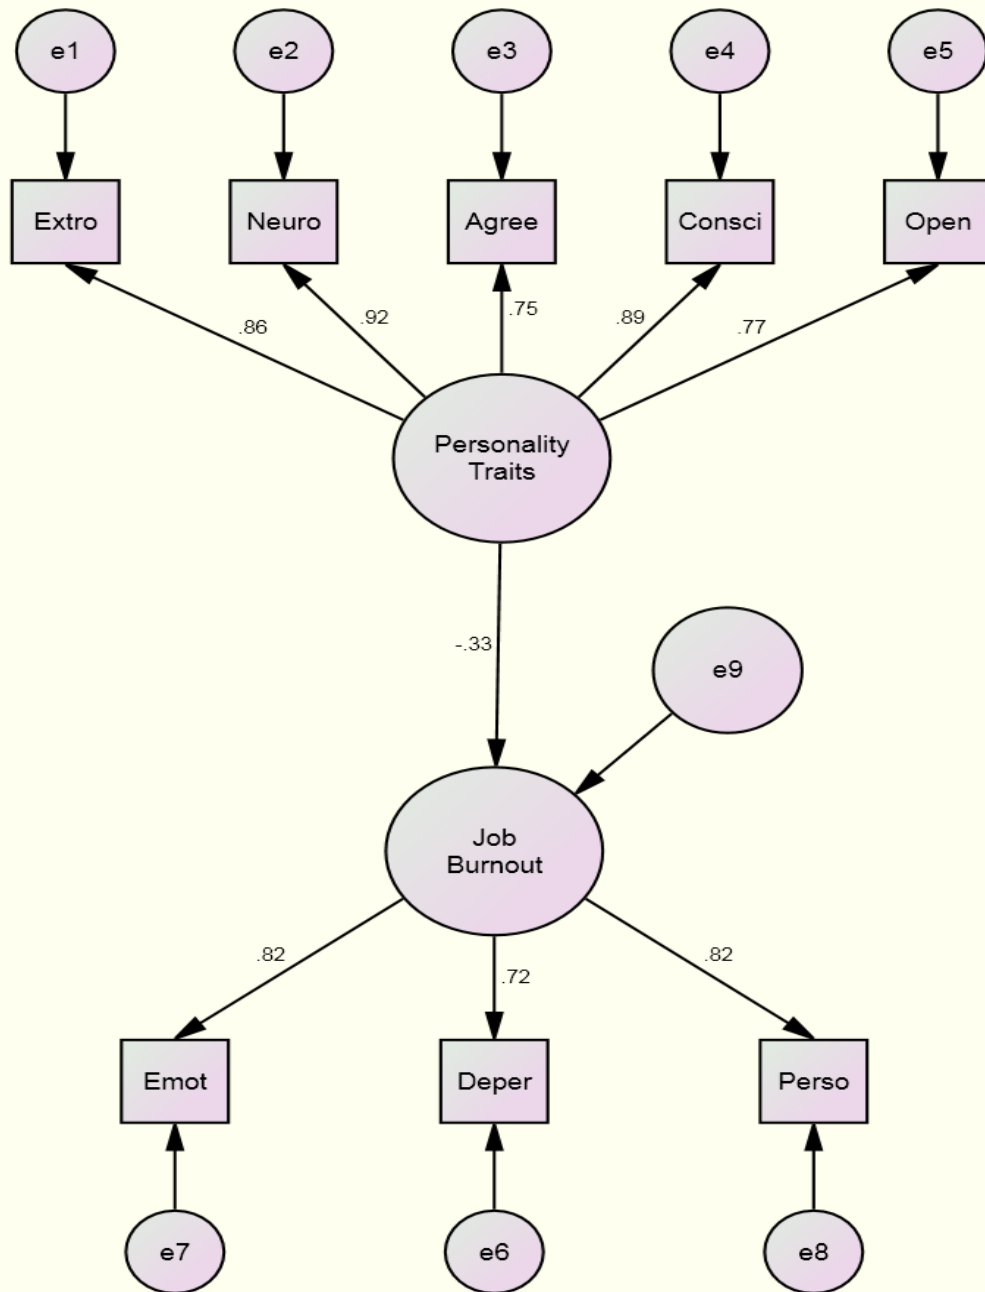 e1
e2
e3
e4
e5
Extro
Neuro
Agree
Consci
Open
.86
.92
.75
.89
.77
Personality
Traits
-.33
e9
Job
Burnout
.82
.72
.82
Emot
Deper
Perso
e7
e6
e8